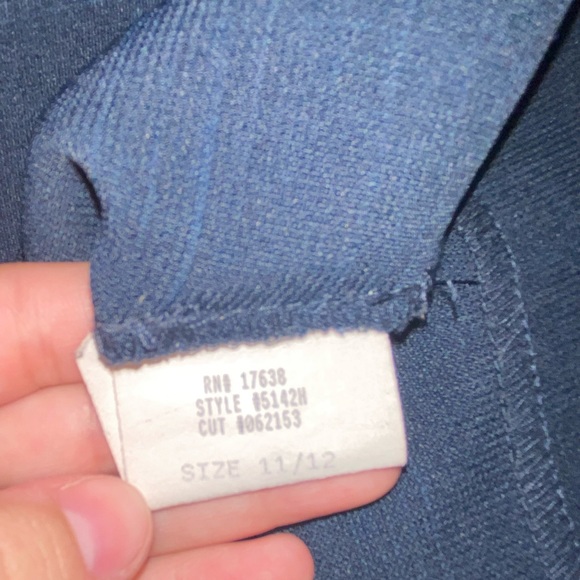 RN# 17638
STYLE #5142H
CUT #062153
SIZE 11/12